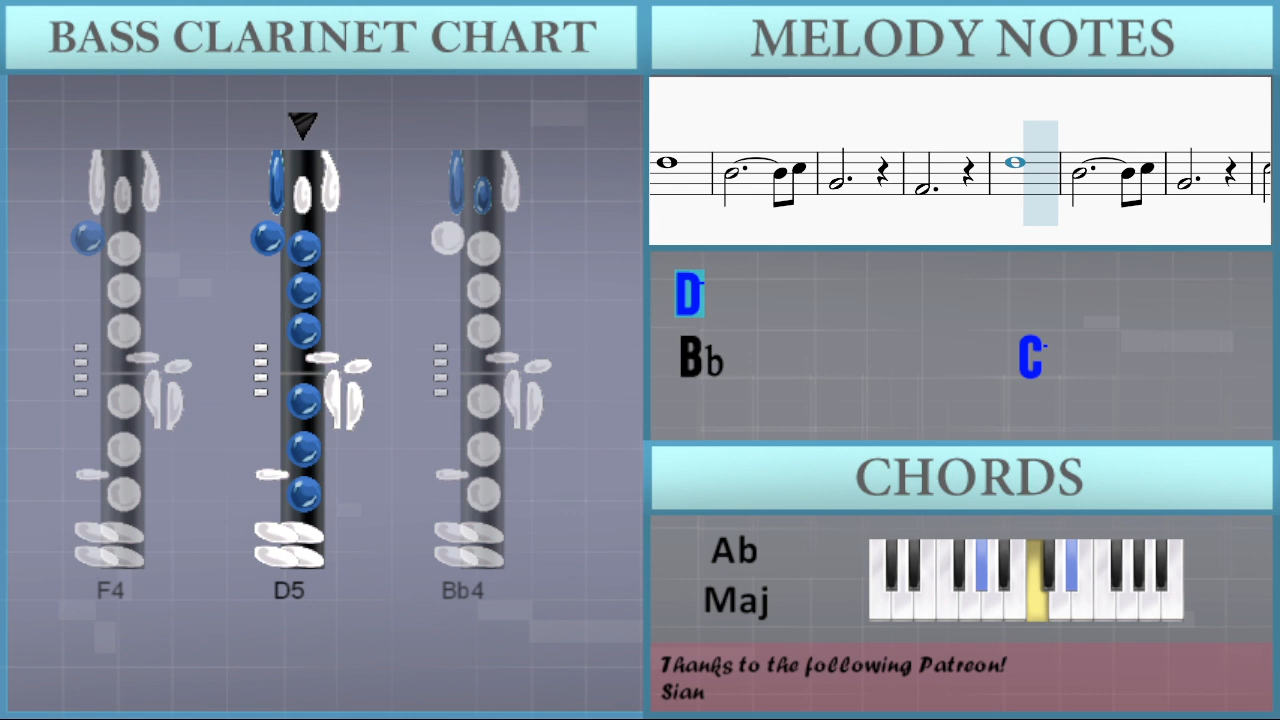 BASS CLARINET CHART
MELODY NOTES
D
Bb
C
F4
D5
Bb4
CHORDS
Ab
Maj
Thanks to the following Patreon!
Sian